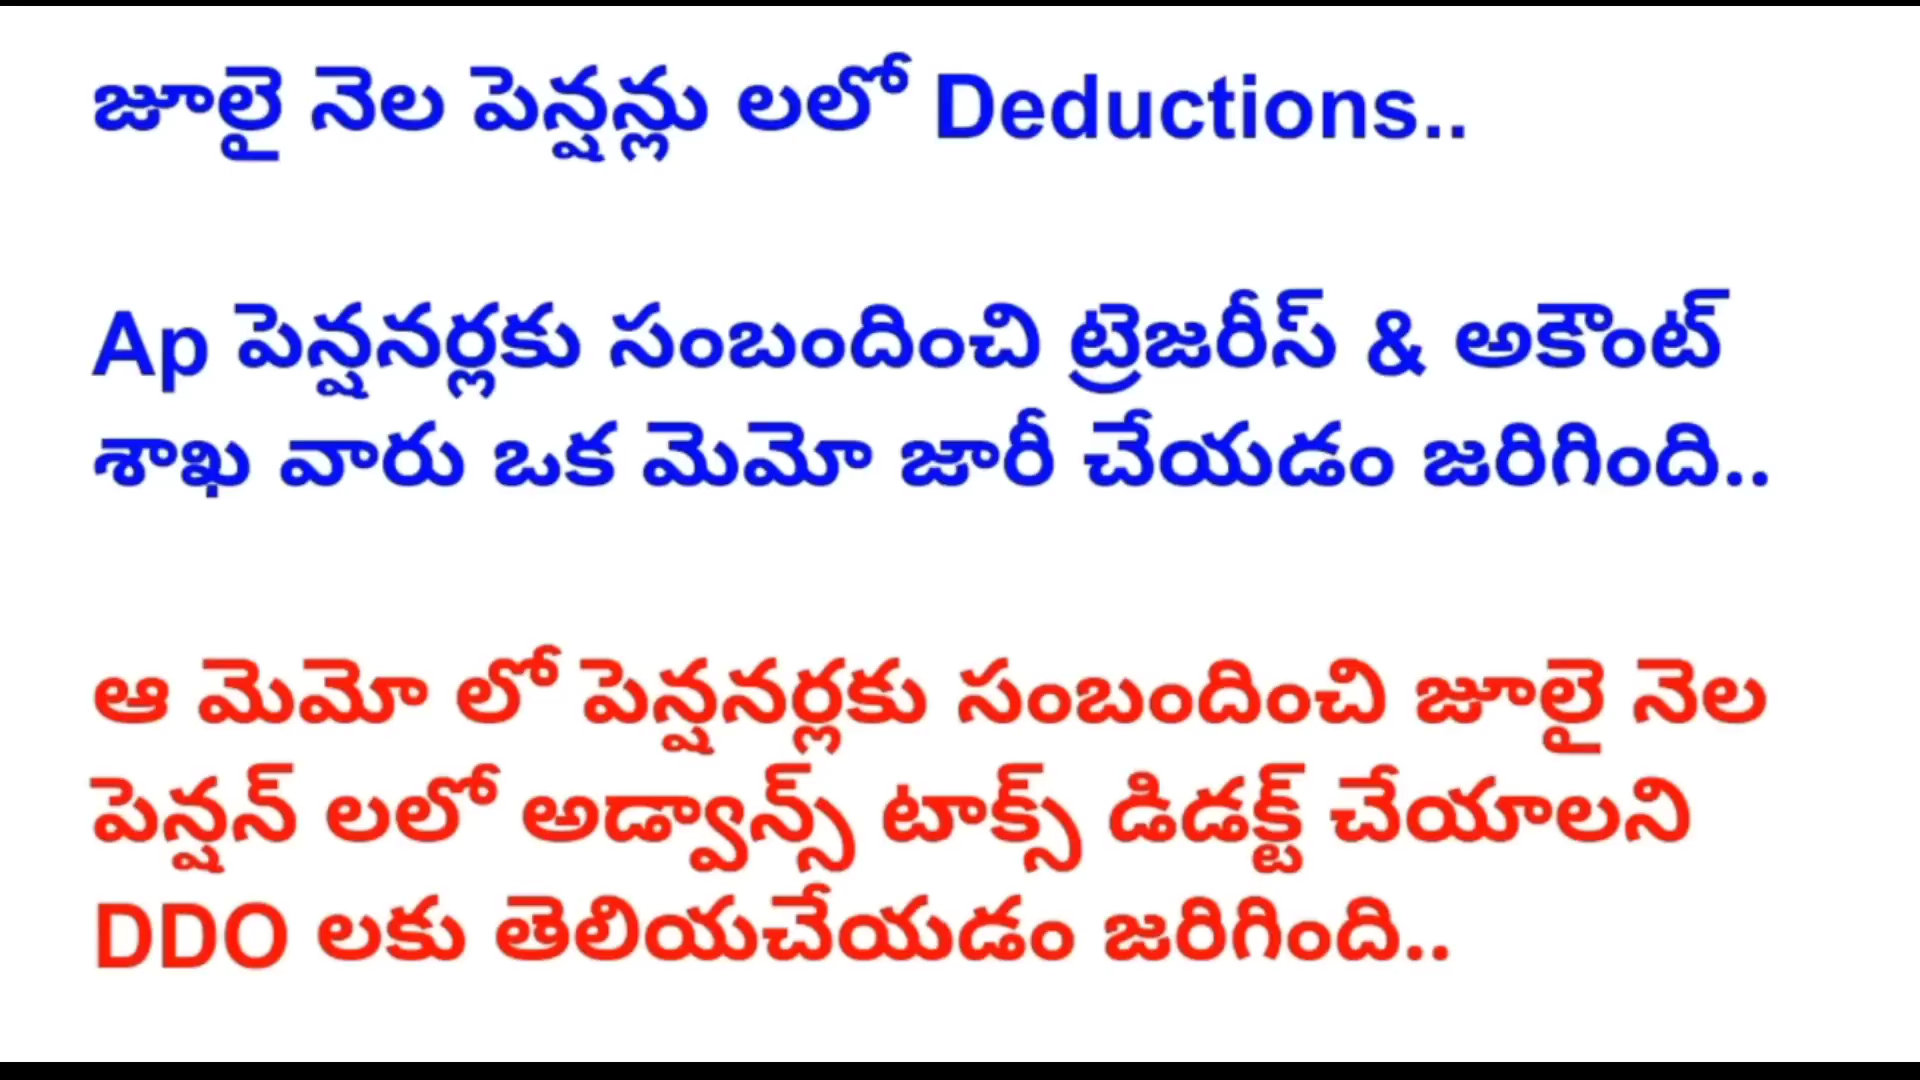 జూలై నెల పెన్షన్లు లలో Deductions..
Ap పెన్షనర్లకు సంబందించి ట్రెజరీస్ & అకౌంట్
శాఖ వారు ఒక మెమో జారీ చేయడం జరిగింది..
ఆ మెమో లో పెన్షనర్లకు సంబందించి జూలై నెల
పెన్షన్ లలో అడ్వాన్స్ టాక్స్ డిడక్ట్ చేయాలని
DDO లకు తెలియచేయడం జరిగింది..